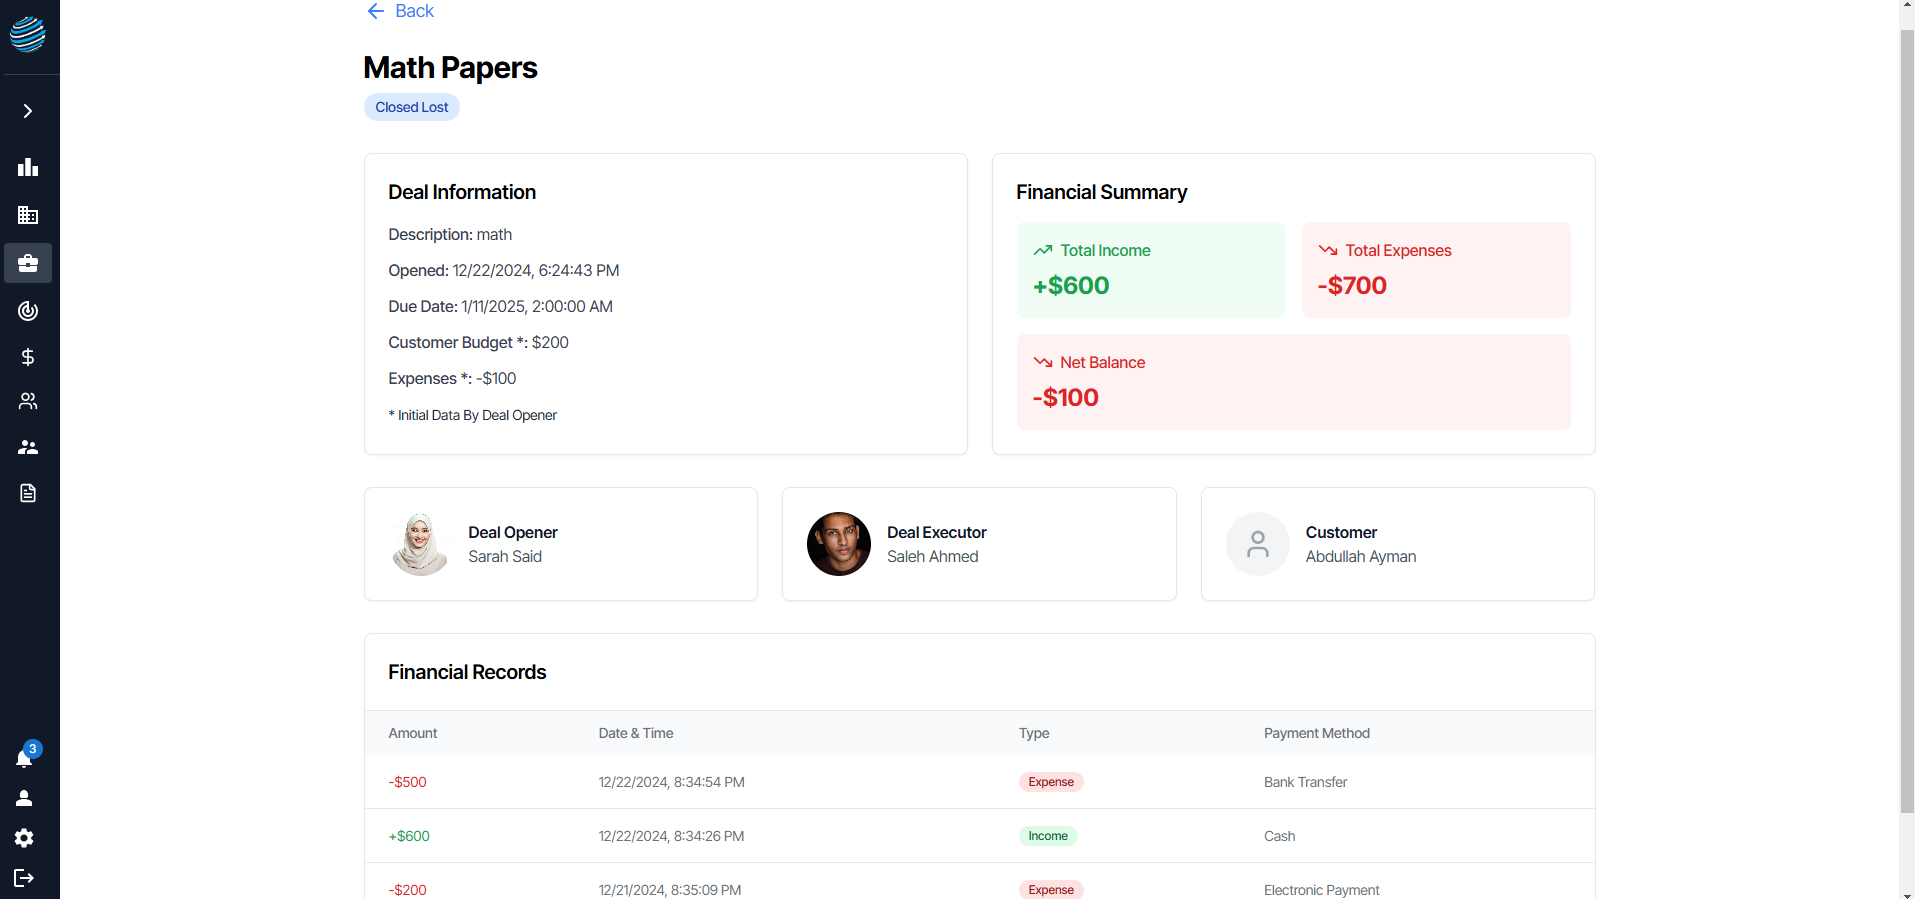 Back
Math Papers
Closed Lost
Deal Information
Description: math
Opened: 12/22/2024, 6:24:43 PM
Due Date: 1/11/2025, 2:00:00 AM
Customer Budget *: $200
Expenses *: -$100
* Initial Data By Deal Opener
Financial Summary
Total Income
+$600
Total Expenses
-$700
Net Balance
-$100
Deal Opener
Sarah Said
Deal Executor
Saleh Ahmed
Customer
Abdullah Ayman
Financial Records
Amount Date & Time Type Payment Method
-$500 12/22/2024, 8:34:54 PM Expense Bank Transfer
+$600 12/22/2024, 8:34:26 PM Income Cash
-$200 12/21/2024, 8:35:09 PM Expense Electronic Payment
3